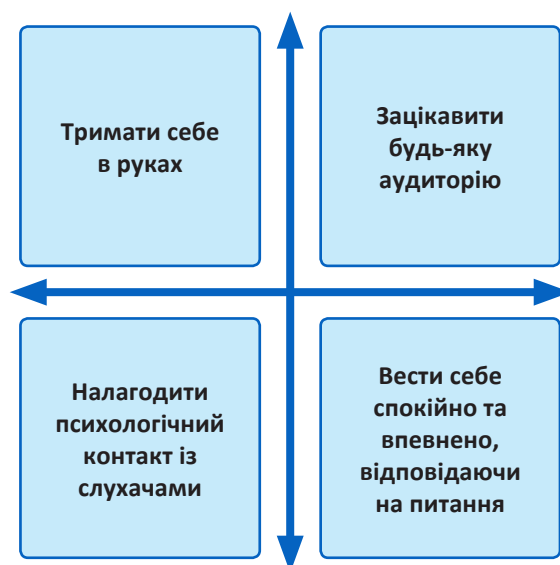 Тримати себе
в руках
Зацікавити
будь-яку
аудиторію
Налагодити
психологічний
контакт із
слухачами
Вести себе
спокійно та
впевнено,
відповідаючи
на питання